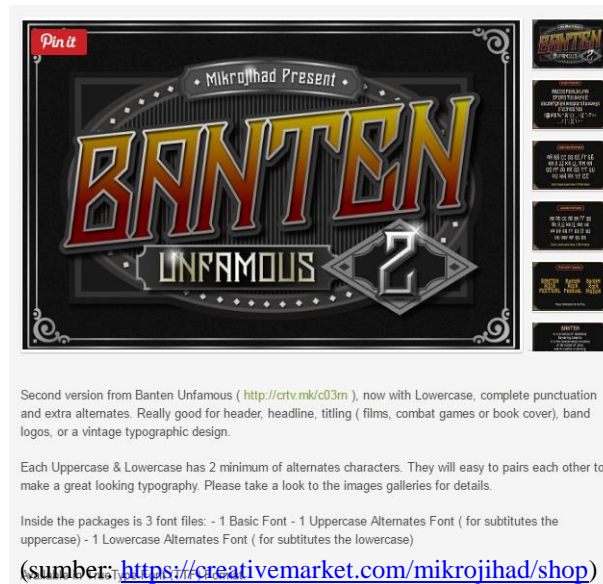 Pin it
Mikrojihad Present
BANTEN
UNFAMOUS
2
Second version from Banten Unfamous ( http://crtv.mk/c03rn ), now with Lowercase, complete punctuation
and extra alternates. Really good for header, headline, titling ( films, combat games or book cover), band
logos, or a vintage typographic design.
Each Uppercase & Lowercase has 2 minimum of alternates characters. They will easy to pairs each other to
make a great looking typography. Please take a look to the images galleries for details.
Inside the packages is 3 font files: - 1 Basic Font - 1 Uppercase Alternates Font ( for subtitutes the
uppercase) - 1 Lowercase Alternates Font ( for subtitutes the lowercase)
(sumber: https://creativemarket.com/mikrojihad/shop)